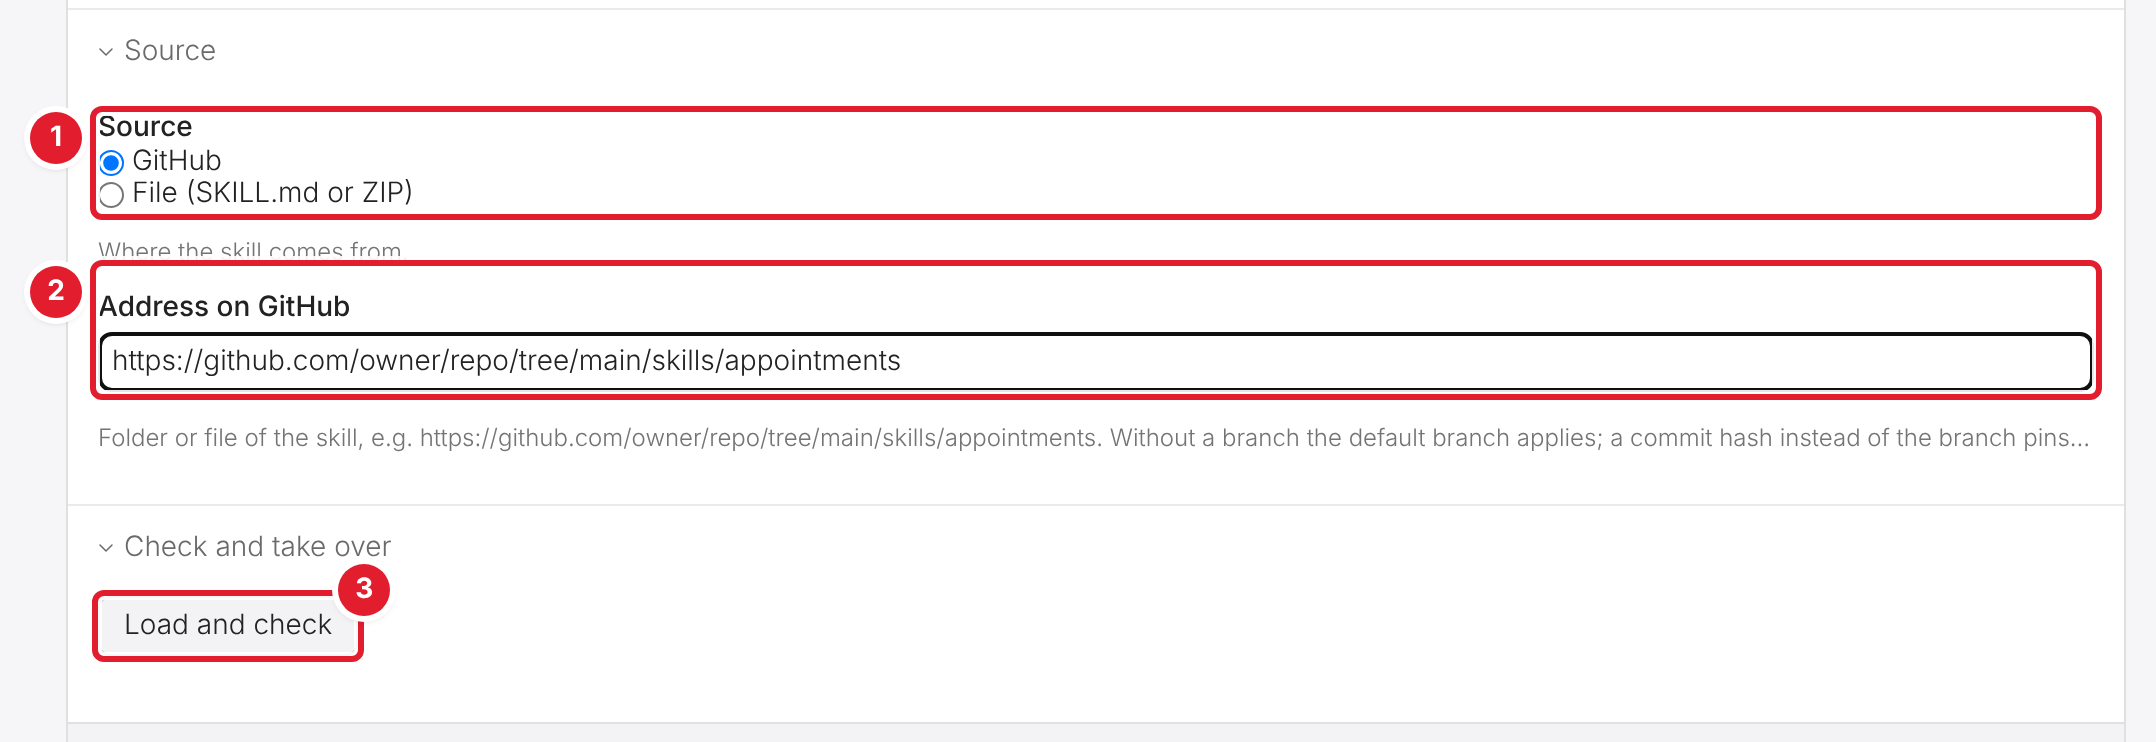 Source
1
Source
GitHub
File (SKILL.md or ZIP)
Where the skill comes from
2
Address on GitHub
https://github.com/owner/repo/tree/main/skills/appointments
Folder or file of the skill, e.g. https://github.com/owner/repo/tree/main/skills/appointments. Without a branch the default branch applies; a commit hash instead of the branch pins...
Check and take over
3
Load and check